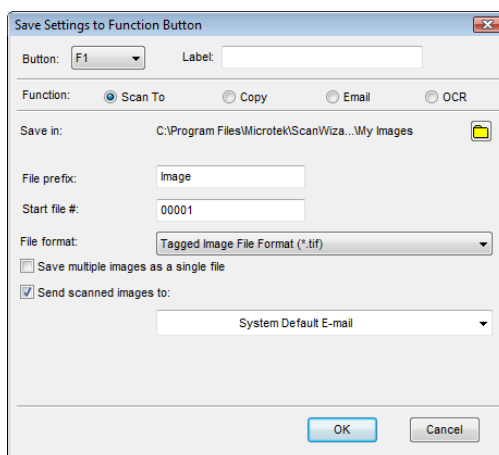 Save Settings to Function Button
Button: F1 Label:
Function: Scan To Copy Email OCR
Save in: C:\Program Files\Microtek\ScanWiza...\My Images
File prefix: Image
Start file #: 00001
File format: Tagged Image File Format (*.tif)
Save multiple images as a single file
Send scanned images to:
System Default E-mail
OK Cancel